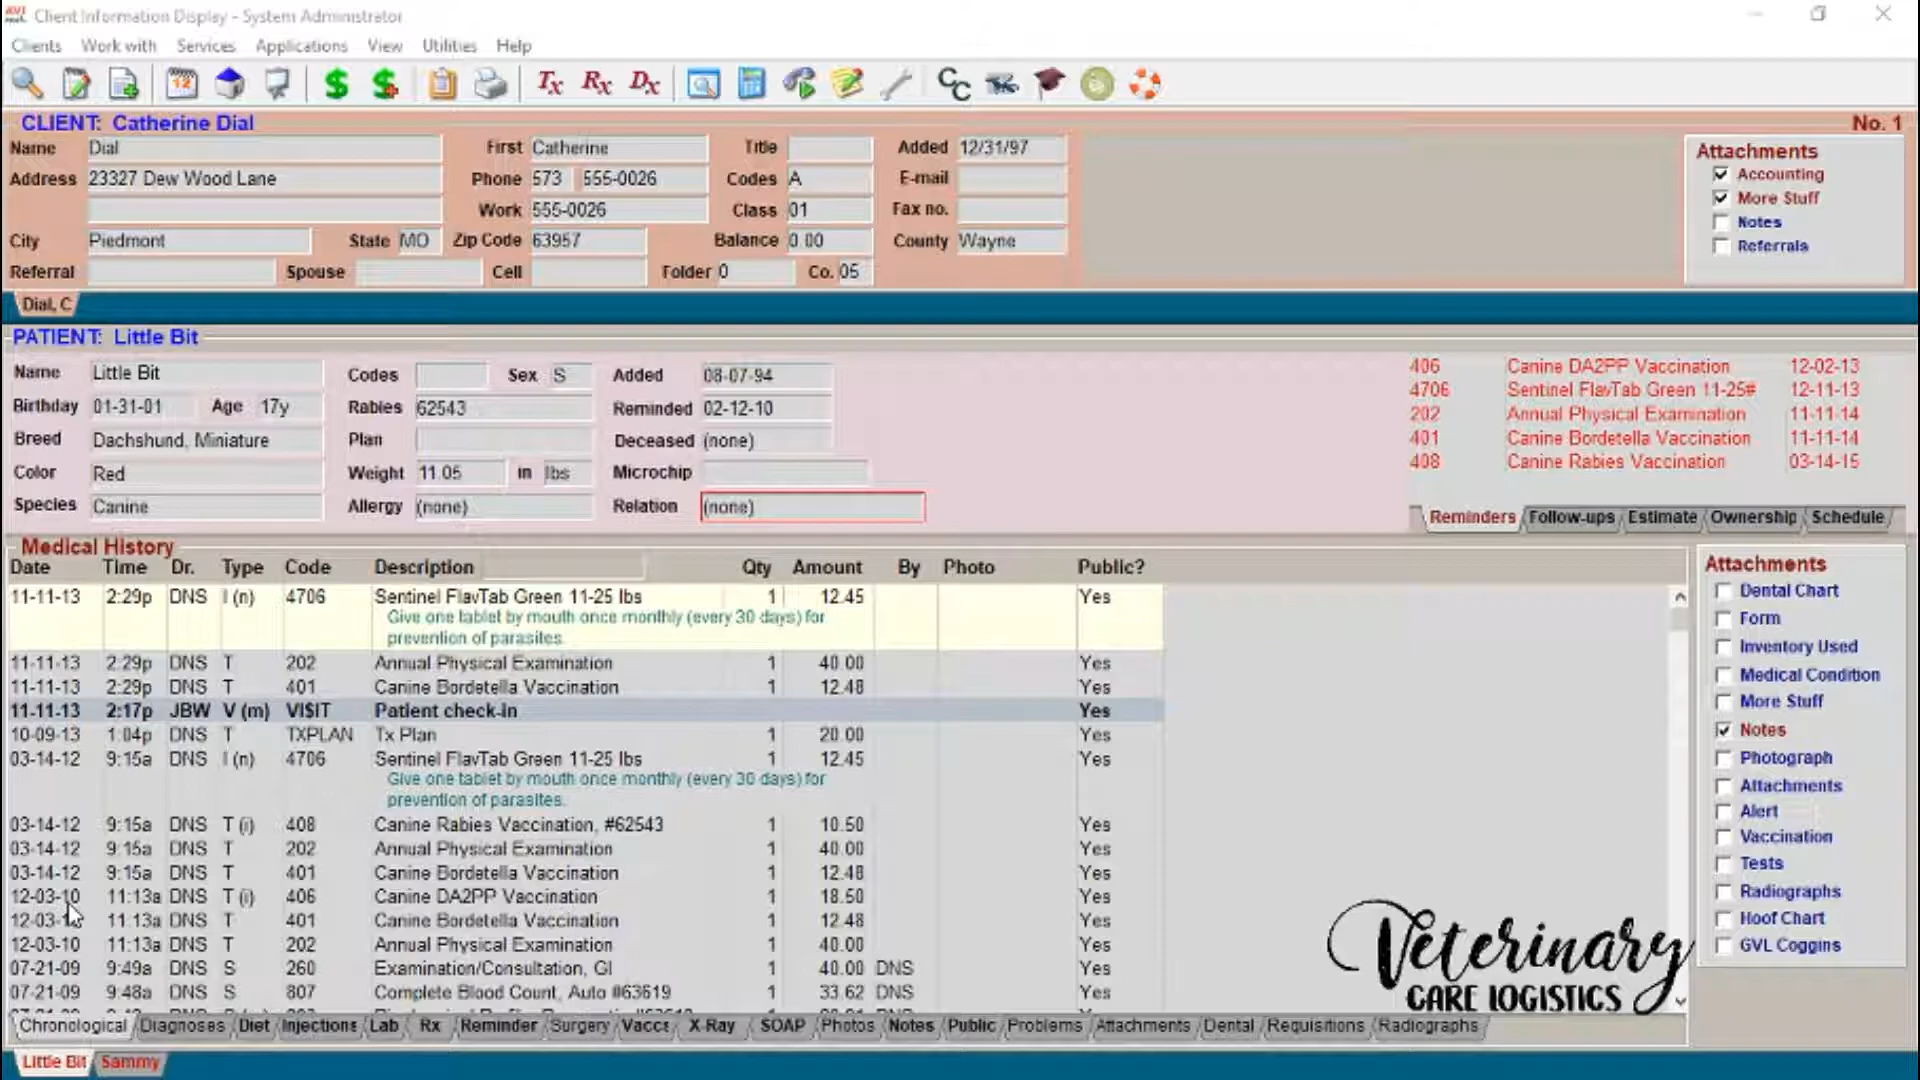 AVI
Client Information Display - System Administrator
Clients Work with Services Applications View Utilities Help
12 $ $ Tx Rx Dx CC
CLIENT: Catherine Dial No. 1
Name Dial First Catherine Title Added 12/31/97
Address 23327 Dew Wood Lane Phone 573 555-0026 Codes A E-mail
Work 555-0026 Class 01 Fax no.
City Piedmont State MO Zip Code 63957 Balance 0.00 County Wayne
Referral Spouse Cell Folder 0 Co. 05
Attachments
Accounting
More Stuff
Notes
Referrals
Dial, C
PATIENT: Little Bit
Name Little Bit Codes Sex S Added 08-07-94
Birthday 01-31-01 Age 17y Rabies 62543 Reminded 02-12-10
Breed Dachshund, Miniature Plan Deceased (none)
Color Red Weight 11.05 in lbs Microchip
Species Canine Allergy (none) Relation (none)
406 Canine DA2PP Vaccination 12-02-13
4706 Sentinel FlavTab Green 11-25# 12-11-13
202 Annual Physical Examination 11-11-14
401 Canine Bordetella Vaccination 11-11-14
408 Canine Rabies Vaccination 03-14-15
Reminders Follow-ups Estimate Ownership Schedule
Medical History
Date Time Dr. Type Code Description Qty Amount By Photo Public?
11-11-13 2:29p DNS I (n) 4706 Sentinel FlavTab Green 11-25 lbs 1 12.45 Yes
Give one tablet by mouth once monthly (every 30 days) for
prevention of parasites.
11-11-13 2:29p DNS T 202 Annual Physical Examination 1 40.00 Yes
11-11-13 2:29p DNS T 401 Canine Bordetella Vaccination 1 12.48 Yes
11-11-13 2:17p JBW V (m) VI$IT Patient check-in Yes
10-09-13 1:04p DNS T TXPLAN Tx Plan 1 20.00 Yes
03-14-12 9:15a DNS I (n) 4706 Sentinel FlavTab Green 11-25 lbs 1 12.45 Yes
Give one tablet by mouth once monthly (every 30 days) for
prevention of parasites.
03-14-12 9:15a DNS T (i) 408 Canine Rabies Vaccination, #62543 1 10.50 Yes
03-14-12 9:15a DNS T 202 Annual Physical Examination 1 40.00 Yes
03-14-12 9:15a DNS T 401 Canine Bordetella Vaccination 1 12.48 Yes
12-03-10 11:13a DNS T (i) 406 Canine DA2PP Vaccination 1 18.50 Yes
11:13a DNS T 401 Canine Bordetella Vaccination 1 12.48 Yes
12-03-10 11:13a DNS T 202 Annual Physical Examination 1 40.00 Yes
07-21-09 9:49a DNS S 260 Examination/Consultation, GI 1 40.00 DNS Yes
07-21-09 9:48a DNS S 807 Complete Blood Count, Auto #63619 1 33.62 DNS Yes
Attachments
Dental Chart
Form
Inventory Used
Medical Condition
More Stuff
Notes
Photograph
Attachments
Alert
Vaccination
Tests
Radiographs
Hoof Chart
GVL Coggins
Veterinary
CARE LOGISTICS
Chronological Diagnoses Diet Injections Lab Rx Reminder Surgery Vaccs X-Ray SOAP Photos Notes Public Problems Attachments Dental Requisitions Radiographs
Little Bit Sammy